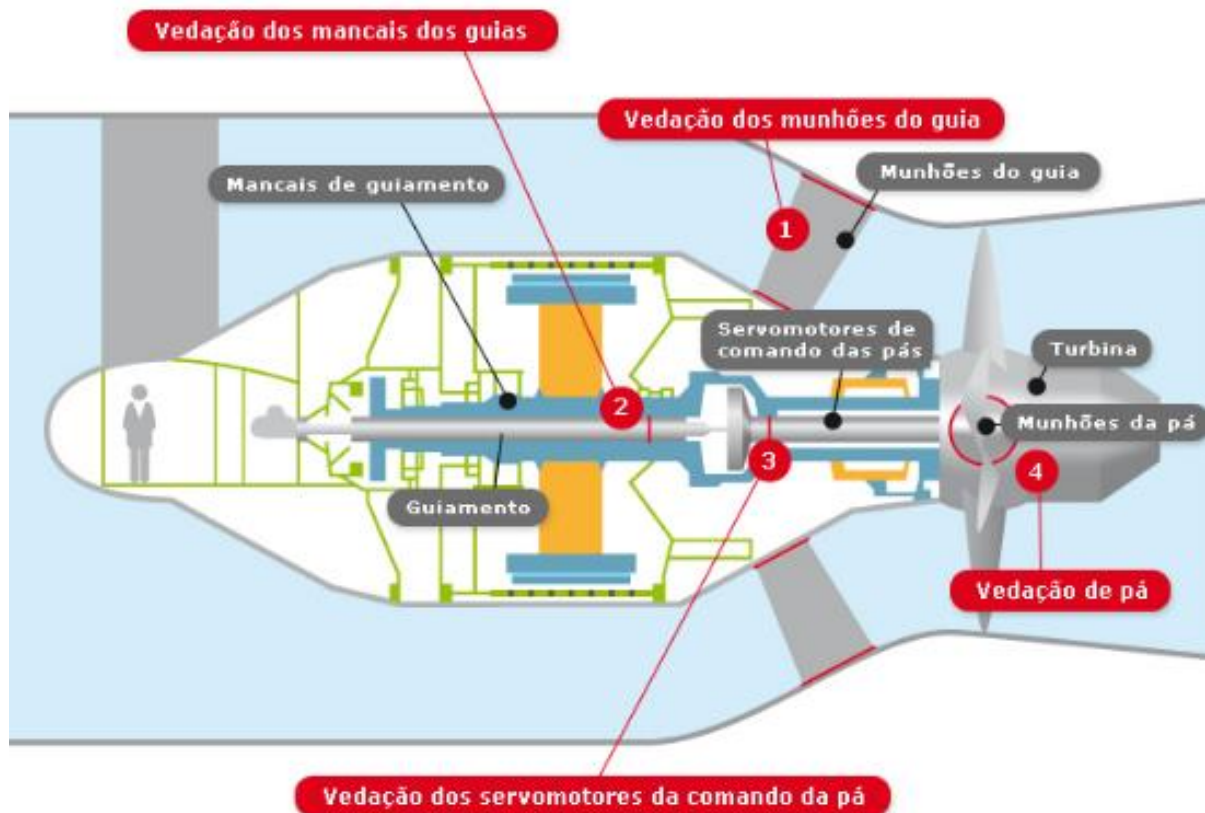 Vedação dos mancais dos guias
Vedação dos munhões do guia
Mancais de guiamento
Munhões do guia
1
Servomotores de
comando das pás
Turbina
2
Munhões da pá
3
4
Guiamento
Vedação de pá
Vedação dos servomotores da comando da pá